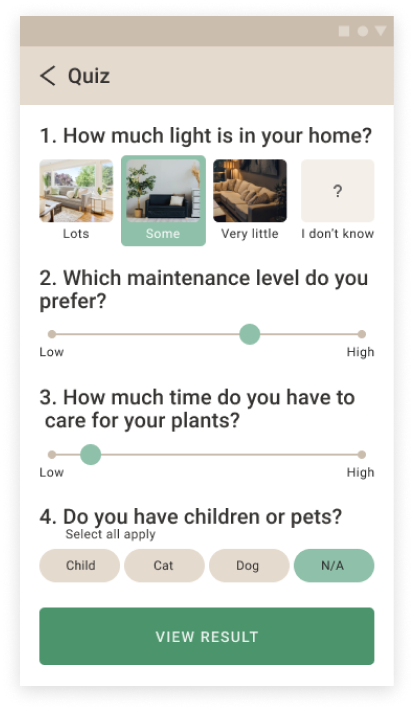 Quiz
1. How much light is in your home?
?
Lots Some Very little I don't know
2. Which maintenance level do you
prefer?
Low High
3. How much time do you have to
care for your plants?
Low High
4. Do you have children or pets?
Select all apply
Child Cat Dog N/A
VIEW RESULT